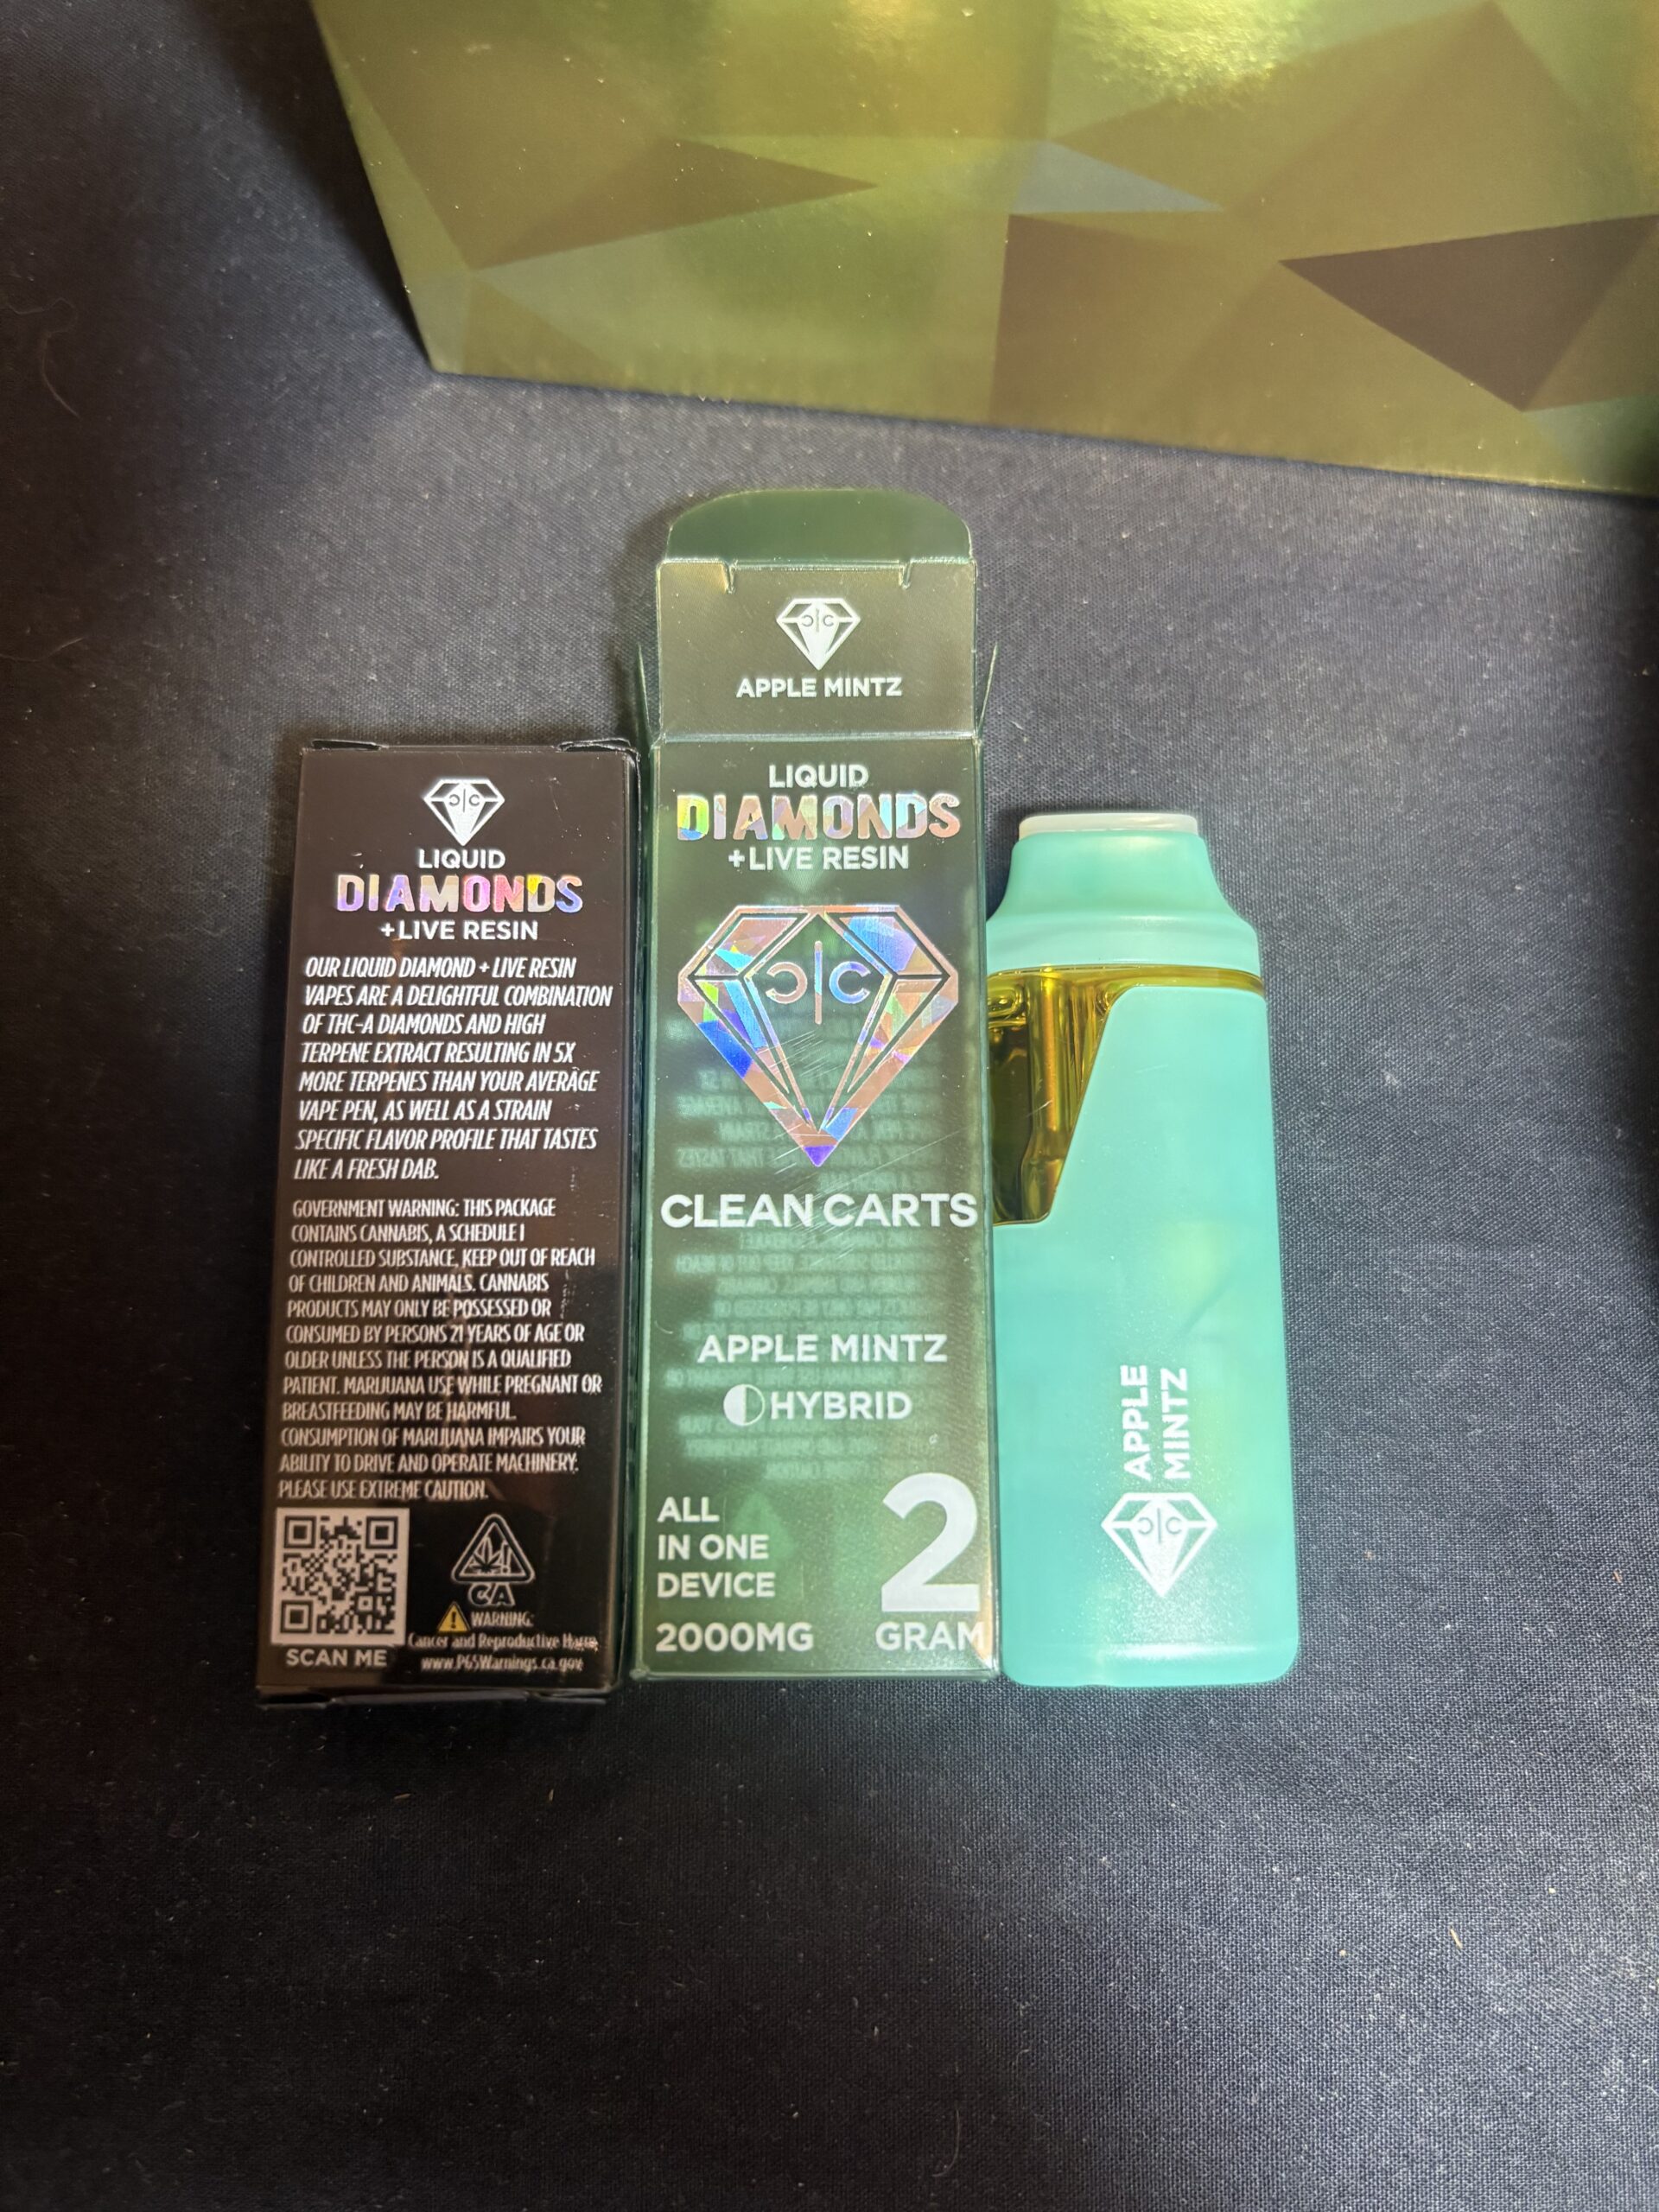 LIQUID
DIAMONDS
+LIVE RESIN
OUR LIQUID DIAMOND + LIVE RESIN
VAPES ARE A DELIGHTFUL COMBINATION
OF THC-A DIAMONDS AND HIGH
TERPENE EXTRACT RESULTING IN 5X
MORE TERPENES THAN YOUR AVERAGE
VAPE PEN, AS WELL AS A STRAIN
SPECIFIC FLAVOR PROFILE THAT TASTES
LIKE A FRESH DAB.
GOVERNMENT WARNING: THIS PACKAGE
CONTAINS CANNABIS, A SCHEDULE I
CONTROLLED SUBSTANCE, KEEP OUT OF REACH
OF CHILDREN AND ANIMALS. CANNABIS
PRODUCTS MAY ONLY BE POSSESSED OR
CONSUMED BY PERSONS 21 YEARS OF AGE OR
OLDER UNLESS THE PERSON IS A QUALIFIED
PATIENT. MARIJUANA USE WHILE PREGNANT OR
BREASTFEEDING MAY BE HARMFUL.
CONSUMPTION OF MARIJUANA IMPAIRS YOUR
ABILITY TO DRIVE AND OPERATE MACHINERY.
PLEASE USE EXTREME CAUTION.
SCAN ME
CA
WARNING:
Cancer and Reproductive Harm
www.P65Warnings.ca.gov
APPLE MINTZ
LIQUID
DIAMONDS
+LIVE RESIN
CLEAN CARTS
APPLE MINTZ
HYBRID
ALL
IN ONE
DEVICE
2000MG
2
GRAM
APPLE
MINTZ